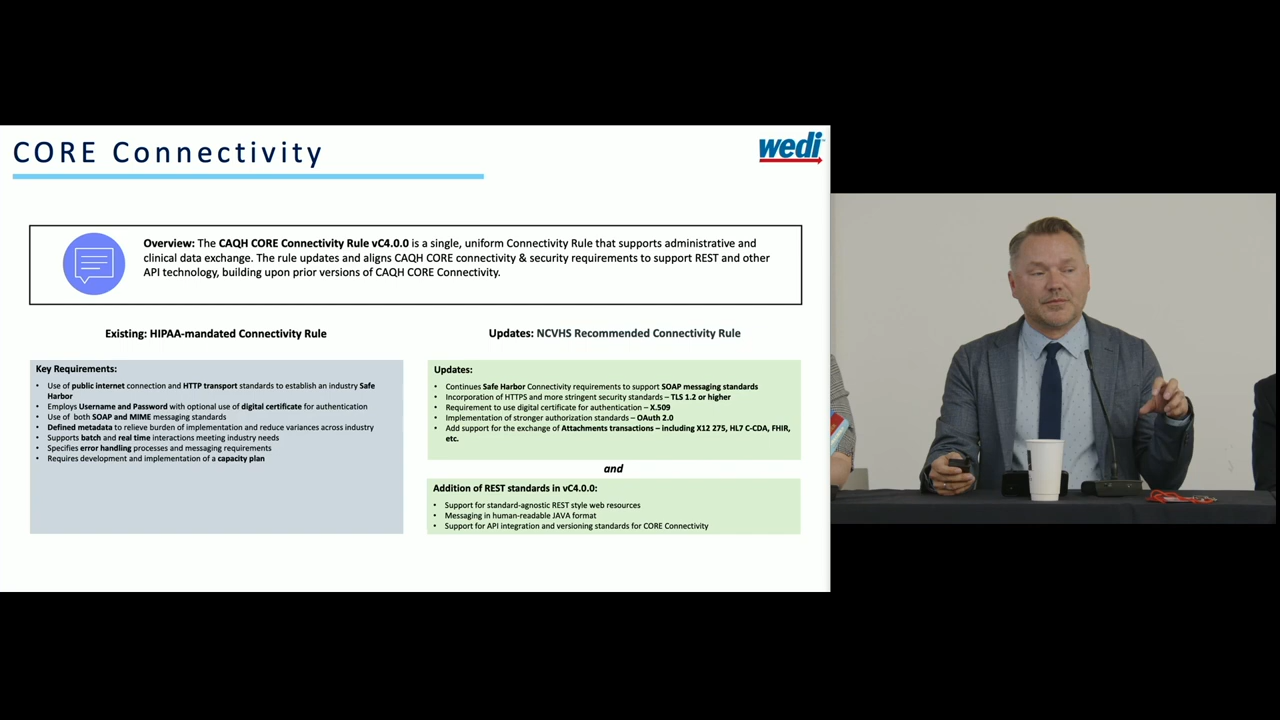 CORE Connectivity
wedi
Overview: The CAQH CORE Connectivity Rule vC4.0.0 is a single, uniform Connectivity Rule that supports administrative and
clinical data exchange. The rule updates and aligns CAQH CORE connectivity & security requirements to support REST and other
API technology, building upon prior versions of CAQH CORE Connectivity.
Existing: HIPAA-mandated Connectivity Rule
Key Requirements:
• Use of public internet connection and HTTP transport standards to establish an industry Safe
Harbor
• Employs Username and Password with optional use of digital certificate for authentication
• Use of both SOAP and MIME messaging standards
• Defined metadata to relieve burden of implementation and reduce variances across industry
• Supports batch and real time interactions meeting industry needs
• Specifies error handling processes and messaging requirements
• Requires development and implementation of a capacity plan
Updates: NCVHS Recommended Connectivity Rule
Updates:
• Continues Safe Harbor Connectivity requirements to support SOAP messaging standards
• Incorporation of HTTPS and more stringent security standards – TLS 1.2 or higher
• Requirement to use digital certificate for authentication – X.509
• Implementation of stronger authorization standards – OAuth 2.0
• Add support for the exchange of Attachments transactions – including X12 275, HL7 C-CDA, FHIR,
etc.
and
Addition of REST standards in vC4.0.0:
• Support for standard-agnostic REST style web resources
• Messaging in human-readable JAVA format
• Support for API integration and versioning standards for CORE Connectivity